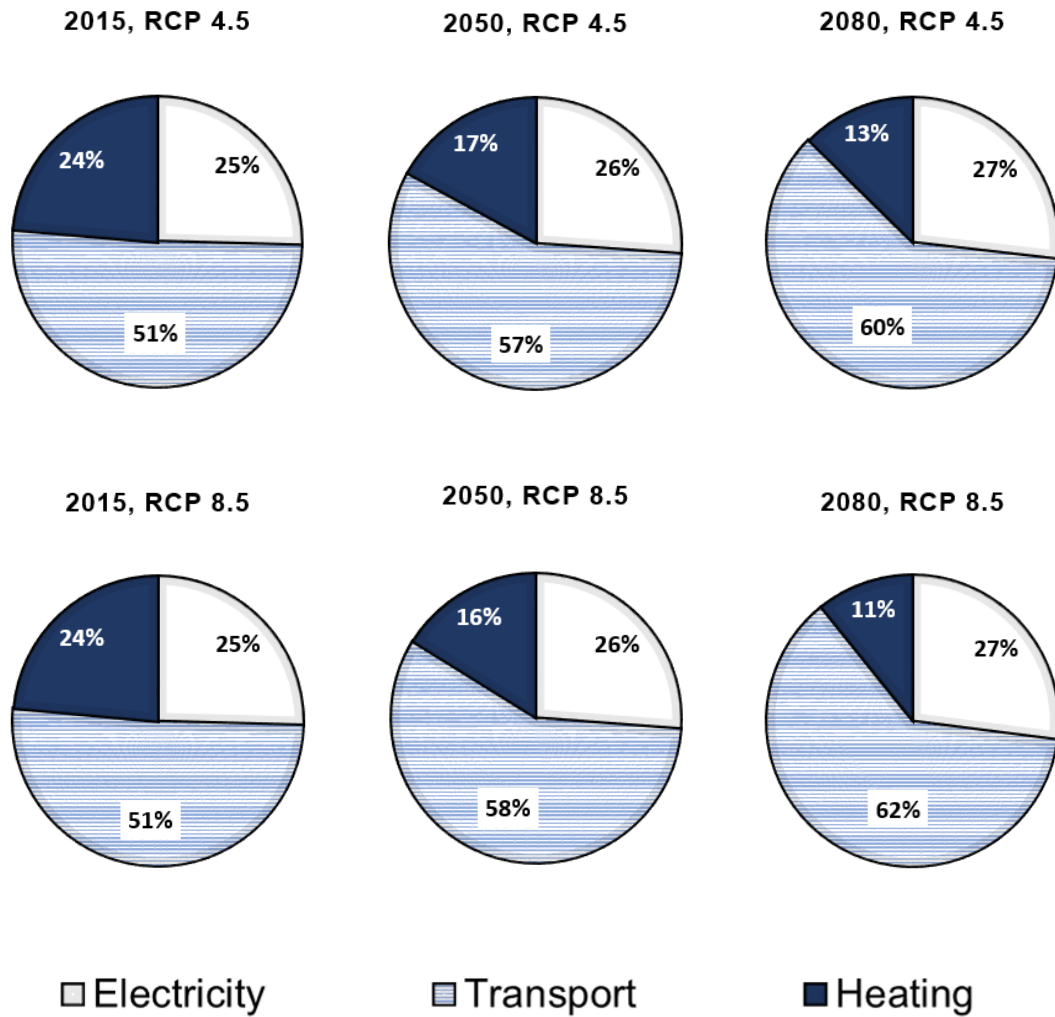 2015, RCP 4.5
2050, RCP 4.5
2080, RCP 4.5
24%
25%
51%
17%
26%
57%
13%
27%
60%
2015, RCP 8.5
2050, RCP 8.5
2080, RCP 8.5
24%
25%
51%
16%
26%
58%
11%
27%
62%
Electricity
Transport
Heating